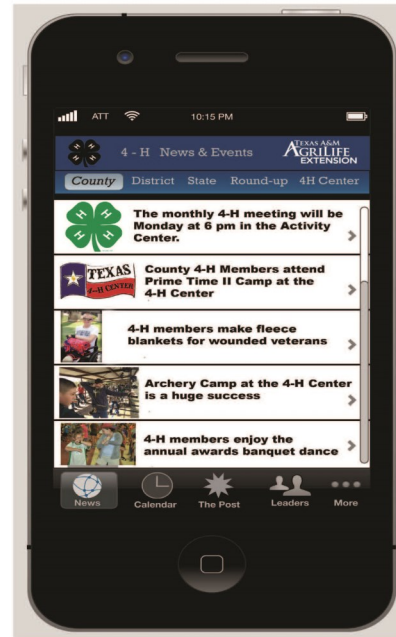 ATT 10:15 PM
4 - H News & Events
TEXAS A&M
AGRILIFE
EXTENSION
County District State Round-up 4H Center
The monthly 4-H meeting will be
Monday at 6 pm in the Activity
Center.
TEXAS
4-H CENTER
County 4-H Members attend
Prime Time II Camp at the
4-H Center
4-H members make fleece
blankets for wounded veterans
Archery Camp at the 4-H Center
is a huge success
4-H members enjoy the
annual awards banquet dance
News Calendar The Post Leaders More